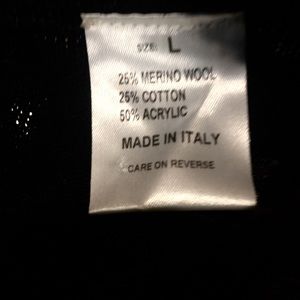 SIZE: L
25% MERINO WOOL
25% COTTON
50% ACRYLIC
MADE IN ITALY
CARE ON REVERSE